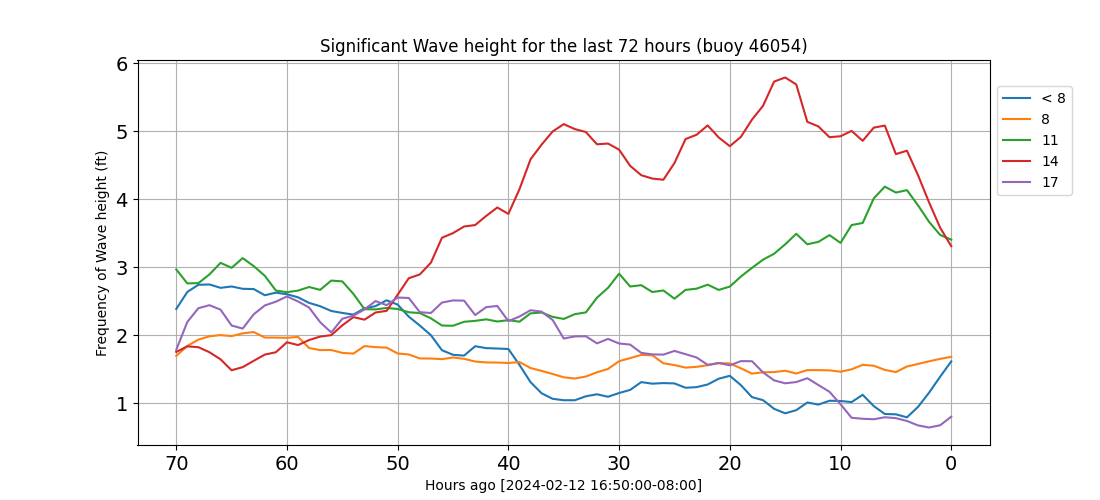 Significant Wave height for the last 72 hours (buoy 46054)
Frequency of Wave height (ft)
6
5
4
3
2
1
70 60 50 40 30 20 10 0
Hours ago [2024-02-12 16:50:00-08:00]
< 8
8
11
14
17